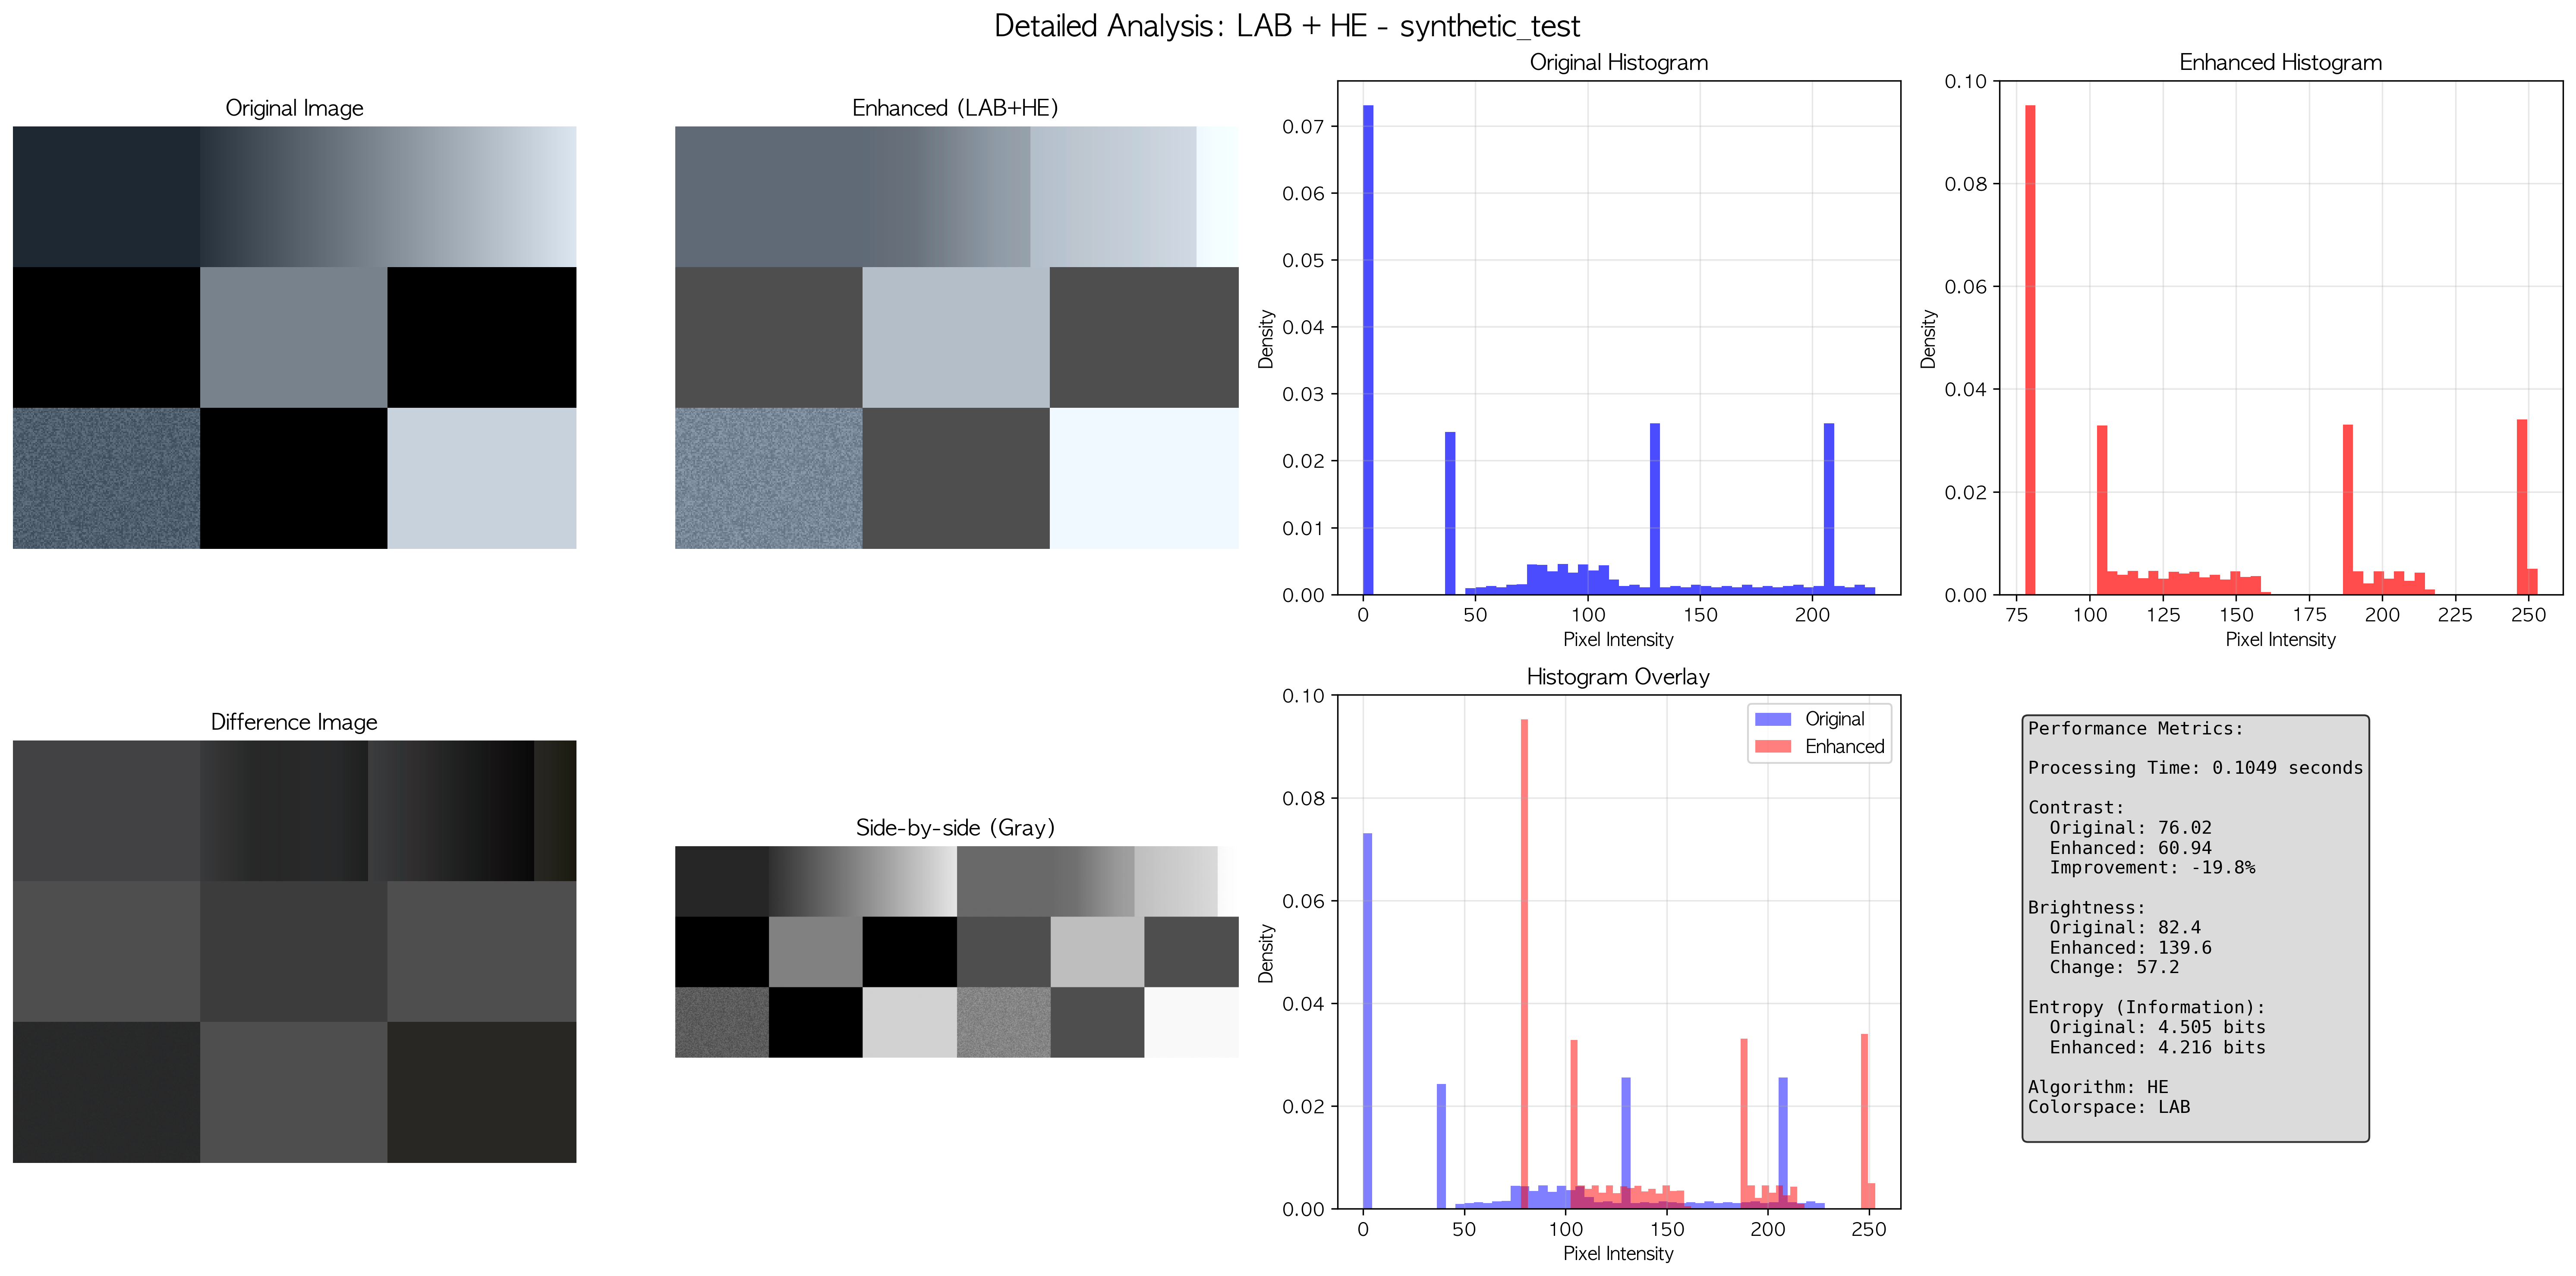 Detailed Analysis: LAB + HE - synthetic_test
Original Image
Enhanced (LAB+HE)
Original Histogram
Density
0.07
0.06
0.05
0.04
0.03
0.02
0.01
0.00
0 50 100 150 200
Pixel Intensity
Enhanced Histogram
Density
0.10
0.08
0.06
0.04
0.02
0.00
75 100 125 150 175 200 225 250
Pixel Intensity
Difference Image
Side-by-side (Gray)
Histogram Overlay
Original
Enhanced
Density
0.10
0.08
0.06
0.04
0.02
0.00
0 50 100 150 200 250
Pixel Intensity
Performance Metrics:
Processing Time: 0.1049 seconds
Contrast:
Original: 76.02
Enhanced: 60.94
Improvement: -19.8%
Brightness:
Original: 82.4
Enhanced: 139.6
Change: 57.2
Entropy (Information):
Original: 4.505 bits
Enhanced: 4.216 bits
Algorithm: HE
Colorspace: LAB